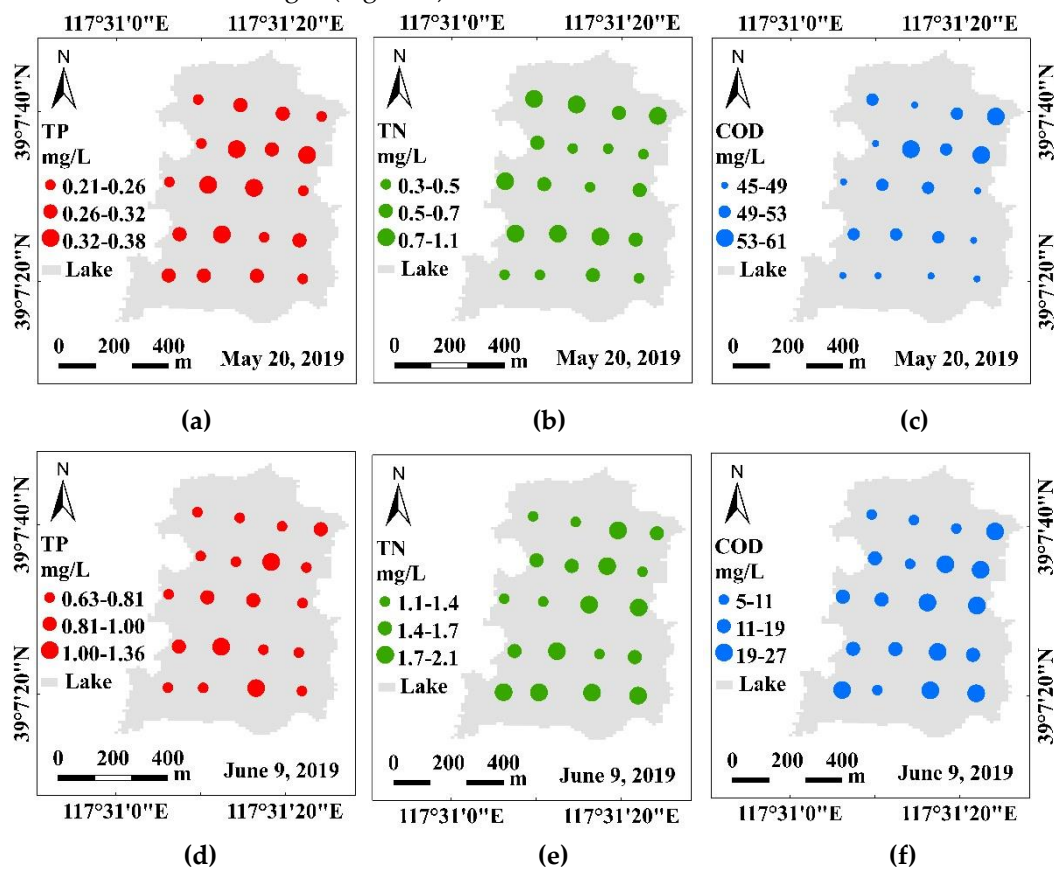 117°31'0"E 117°31'20"E 117°31'0"E 117°31'20"E
39°7'40"N
39°7'20"N
N
TP
mg/L
0.21-0.26
0.26-0.32
0.32-0.38
Lake
0 200 400
m
May 20, 2019
(a)
N
TN
mg/L
0.3-0.5
0.5-0.7
0.7-1.1
Lake
0 200 400
m
May 20, 2019
(b)
N
COD
mg/L
45-49
49-53
53-61
Lake
0 200 400
m
May 20, 2019
39°7'40"N
39°7'20"N
(c)
39°7'40"N
39°7'20"N
N
TP
mg/L
0.63-0.81
0.81-1.00
1.00-1.36
Lake
0 200 400
m
June 9, 2019
117°31'0"E 117°31'20"E
(d)
N
TN
mg/L
1.1-1.4
1.4-1.7
1.7-2.1
Lake
0 200 400
m
June 9, 2019
117°31'0"E 117°31'20"E
(e)
N
COD
mg/L
5-11
11-19
19-27
Lake
0 200 400
m
June 9, 2019
39°7'40"N
39°7'20"N
117°31'0"E 117°31'20"E
(f)